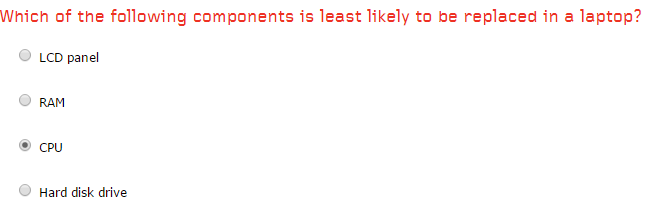 Which of the following components is least likely to be replaced in a laptop?
LCD panel
RAM
CPU
Hard disk drive